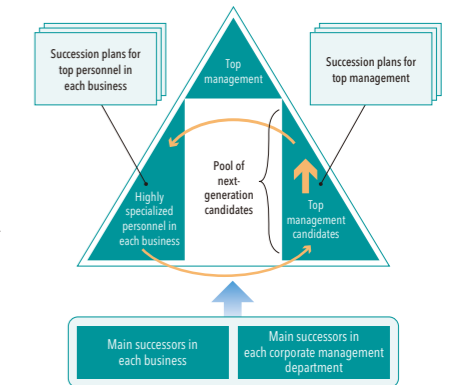 Succession plans for
top personnel in
each business
Top
management
Succession plans for
top management
Pool of
next-
generation
candidates
Highly
specialized
personnel in
each business
Top
management
candidates
Main successors in
each business
Main successors in
each corporate management
department